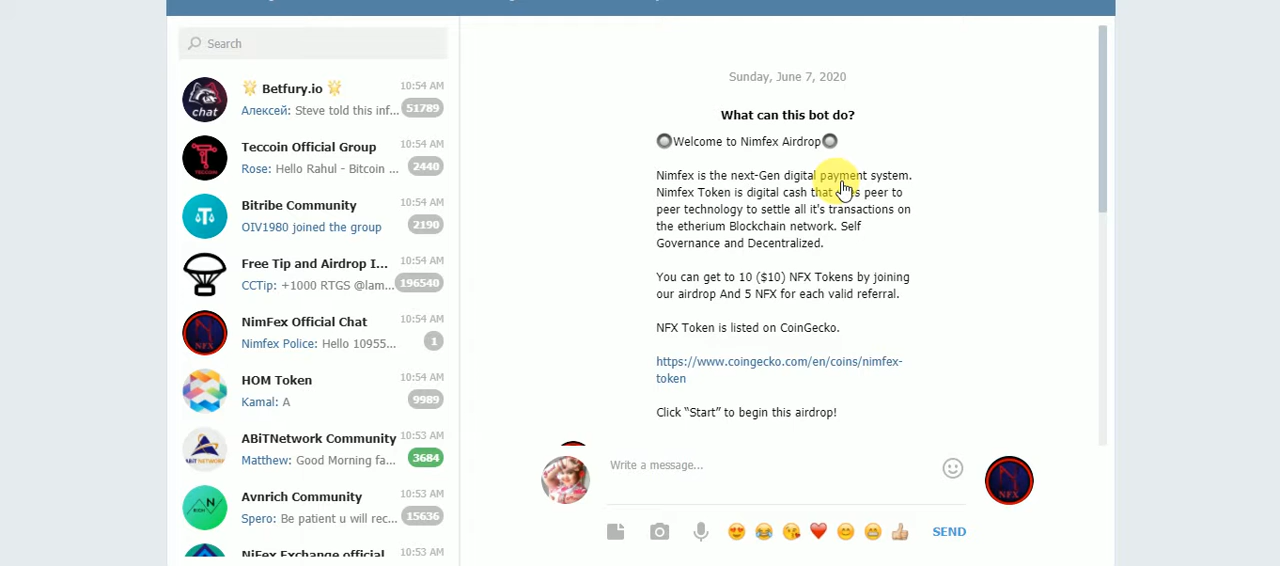 Search
Betfury.io
10:54 AM
Алексей: Steve told this inf...
51789
chat
Teccoin Official Group
10:54 AM
Rose: Hello Rahul - Bitcoin ...
2440
Bitribe Community
10:54 AM
OIV1980 joined the group
2190
Free Tip and Airdrop I...
10:54 AM
CCTip: +1000 RTGS @lam...
196540
NimFex Official Chat
10:54 AM
Nimfex Police: Hello 10955...
1
NFX
HOM Token
10:54 AM
Kamal: A
9989
ABiTNetwork Community
10:53 AM
Matthew: Good Morning fa...
3684
Avnrich Community
10:53 AM
Spero: Be patient u will rec...
15636
NiFex Exchange official
10:53 AM
Sunday, June 7, 2020
What can this bot do?
Welcome to Nimfex Airdrop
Nimfex is the next-Gen digital payment system.
Nimfex Token is digital cash that peer to
peer technology to settle all it's transactions on
the etherium Blockchain network. Self
Governance and Decentralized.
You can get to 10 ($10) NFX Tokens by joining
our airdrop And 5 NFX for each valid referral.
NFX Token is listed on CoinGecko.
https://www.coingecko.com/en/coins/nimfex-
token
Click “Start” to begin this airdrop!
Write a message...
NFX
SEND